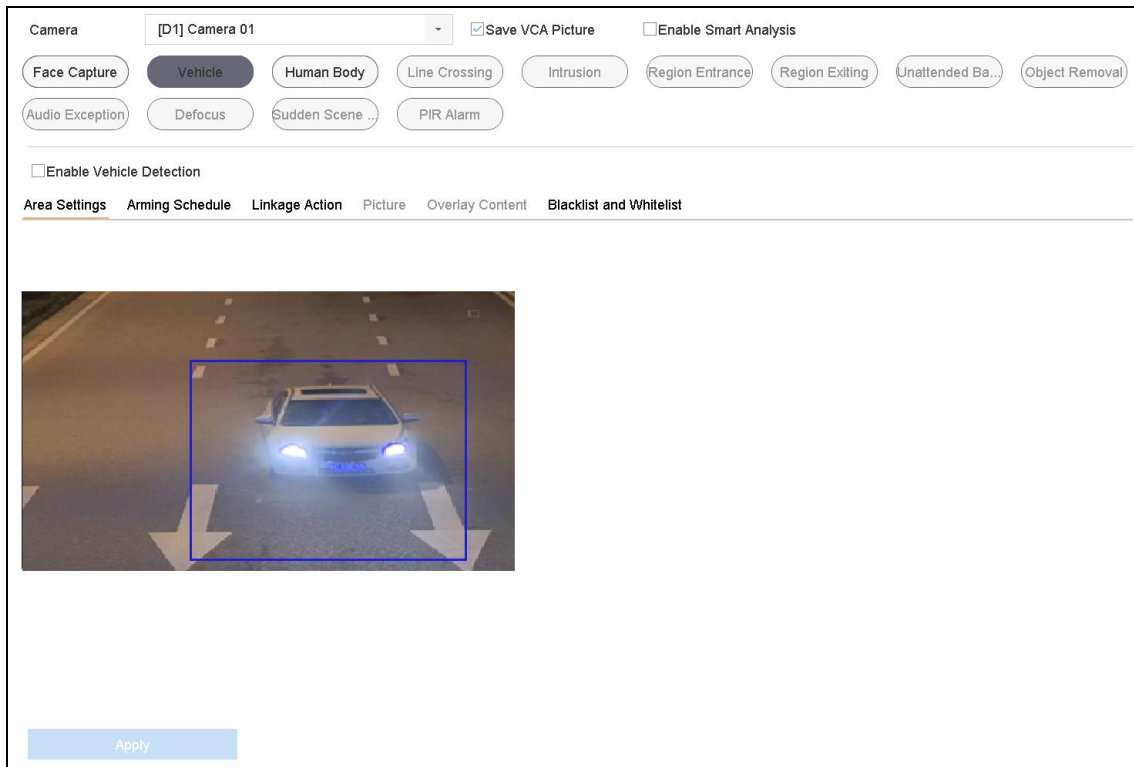 Camera [D1] Camera 01 Save VCA Picture Enable Smart Analysis
Face Capture Vehicle Human Body Line Crossing Intrusion Region Entrance Region Exiting Unattended Ba... Object Removal
Audio Exception Defocus Sudden Scene ... PIR Alarm
Enable Vehicle Detection
Area Settings Arming Schedule Linkage Action Picture Overlay Content Blacklist and Whitelist
Apply